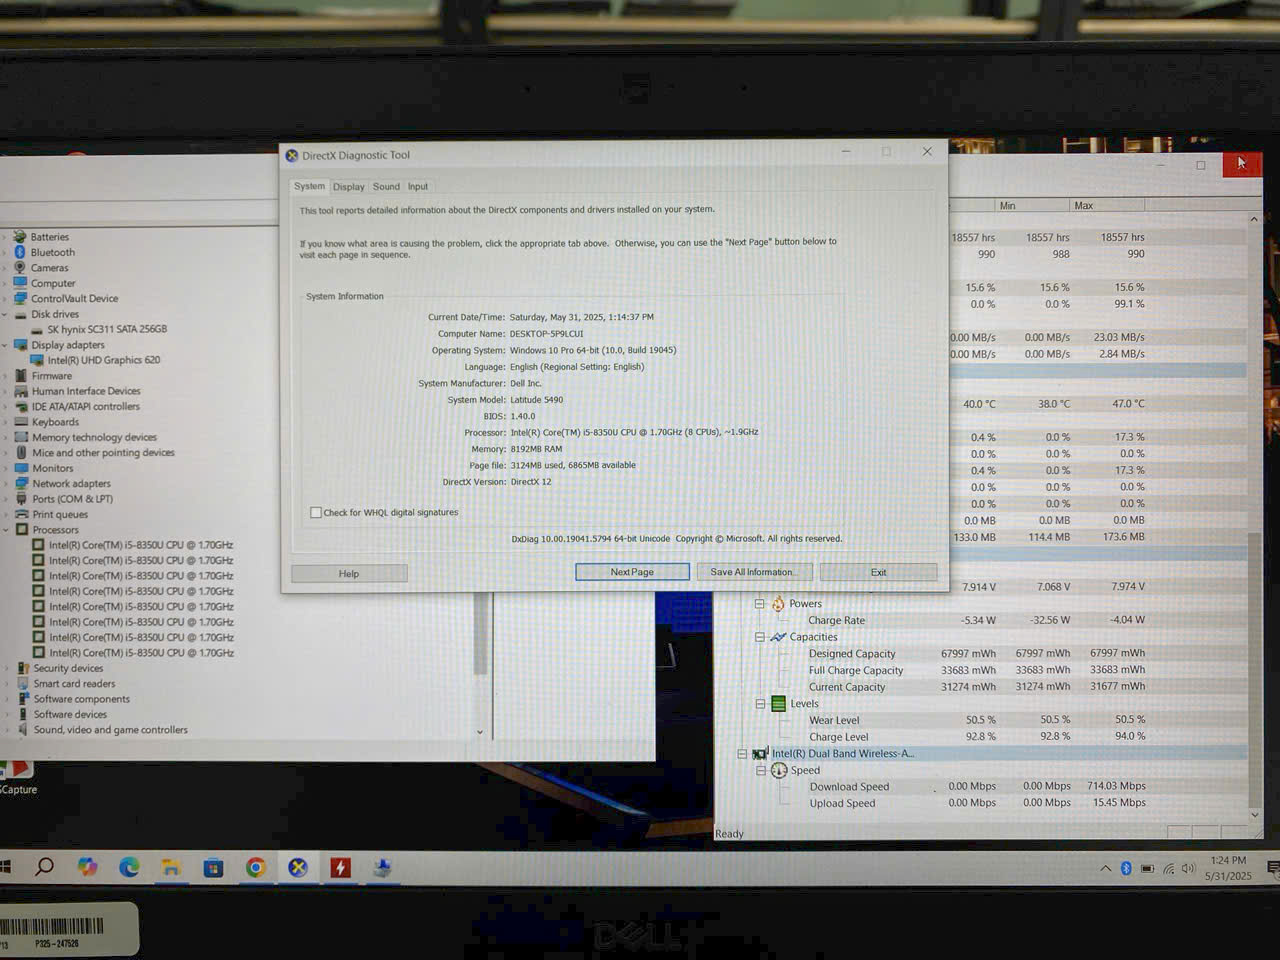 DirectX Diagnostic Tool
System Display Sound Input
This tool reports detailed information about the DirectX components and drivers installed on your system.
If you know what area is causing the problem, click the appropriate tab above. Otherwise, you can use the "Next Page" button below to
visit each page in sequence.
System Information
Current Date/Time: Saturday, May 31, 2025, 1:14:37 PM
Computer Name: DESKTOP-5P9LCUI
Operating System: Windows 10 Pro 64-bit (10.0, Build 19045)
Language: English (Regional Setting: English)
System Manufacturer: Dell Inc.
System Model: Latitude 5490
BIOS: 1.40.0
Processor: Intel(R) Core(TM) i5-8350U CPU @ 1.70GHz (8 CPUs), ~1.9GHz
Memory: 8192MB RAM
Page file: 3124MB used, 6865MB available
DirectX Version: DirectX 12
Check for WHQL digital signatures
DxDiag 10.00.19041.5794 64-bit Unicode Copyright © Microsoft. All rights reserved.
Help
Next Page
Save All Information...
Exit
Batteries
Bluetooth
Cameras
Computer
ControlVault Device
Disk drives
SK hynix SC311 SATA 256GB
Display adapters
Intel(R) UHD Graphics 620
Firmware
Human Interface Devices
IDE ATA/ATAPI controllers
Keyboards
Memory technology devices
Mice and other pointing devices
Monitors
Network adapters
Ports (COM & LPT)
Print queues
Processors
Intel(R) Core(TM) i5-8350U CPU @ 1.70GHz
Intel(R) Core(TM) i5-8350U CPU @ 1.70GHz
Intel(R) Core(TM) i5-8350U CPU @ 1.70GHz
Intel(R) Core(TM) i5-8350U CPU @ 1.70GHz
Intel(R) Core(TM) i5-8350U CPU @ 1.70GHz
Intel(R) Core(TM) i5-8350U CPU @ 1.70GHz
Intel(R) Core(TM) i5-8350U CPU @ 1.70GHz
Intel(R) Core(TM) i5-8350U CPU @ 1.70GHz
Security devices
Smart card readers
Software components
Software devices
Sound, video and game controllers
Min Max
18557 hrs 18557 hrs 18557 hrs
990 988 990
15.6 % 15.6 % 15.6 %
0.0 % 0.0 % 99.1 %
0.00 MB/s 0.00 MB/s 23.03 MB/s
0.00 MB/s 0.00 MB/s 2.84 MB/s
40.0 °C 38.0 °C 47.0 °C
0.4 % 0.0 % 17.3 %
0.0 % 0.0 % 0.0 %
0.4 % 0.0 % 17.3 %
0.0 % 0.0 % 0.0 %
0.0 % 0.0 % 0.0 %
0.0 MB 0.0 MB 0.0 MB
133.0 MB 114.4 MB 173.6 MB
7.914 V 7.068 V 7.974 V
Powers
Charge Rate -5.34 W -32.56 W -4.04 W
Capacities
Designed Capacity 67997 mWh 67997 mWh 67997 mWh
Full Charge Capacity 33683 mWh 33683 mWh 33683 mWh
Current Capacity 31274 mWh 31274 mWh 31677 mWh
Levels
Wear Level 50.5 % 50.5 % 50.5 %
Charge Level 92.8 % 92.8 % 94.0 %
Intel(R) Dual Band Wireless-A...
Speed
Download Speed 0.00 Mbps 0.00 Mbps 714.03 Mbps
Upload Speed 0.00 Mbps 0.00 Mbps 15.45 Mbps
Ready
SCapture
1:24 PM
5/31/2025
P325-247526
DELL